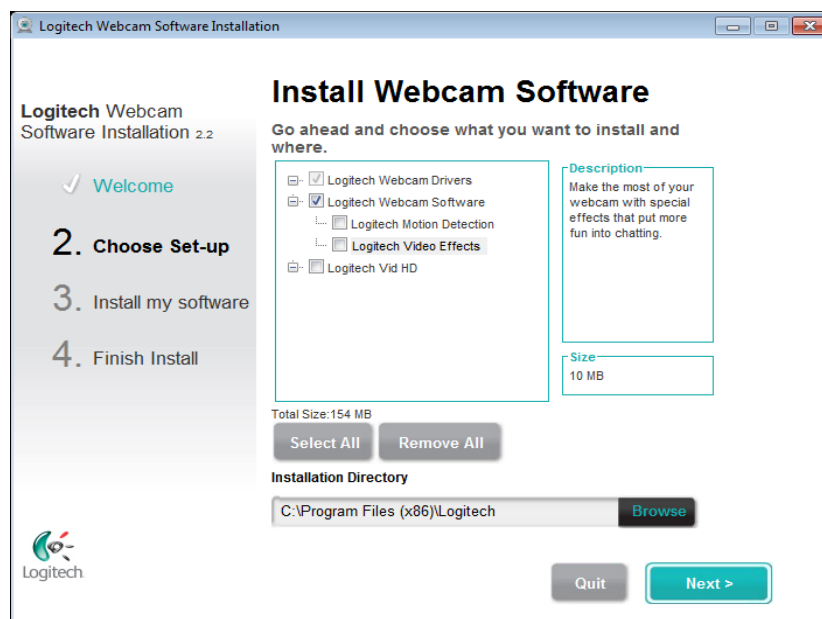 Logitech Webcam Software Installation
Logitech Webcam
Software Installation 2.2
Welcome
2. Choose Set-up
3. Install my software
4. Finish Install
Logitech
Install Webcam Software
Go ahead and choose what you want to install and
where.
Logitech Webcam Drivers
Logitech Webcam Software
Logitech Motion Detection
Logitech Video Effects
Logitech Vid HD
Description
Make the most of your
webcam with special
effects that put more
fun into chatting.
Size
10 MB
Total Size:154 MB
Select All
Remove All
Installation Directory
C:\Program Files (x86)\Logitech
Browse
Quit
Next >